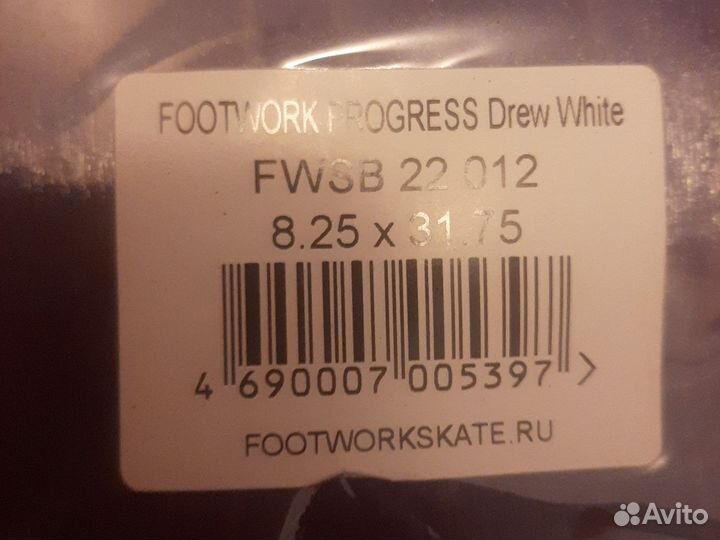 FOOTWORK PROGRESS Drew White
FWSB 22 012
8.25 x 31.75
4 690007 005397 >
FOOTWORKSKATE.RU
Avito